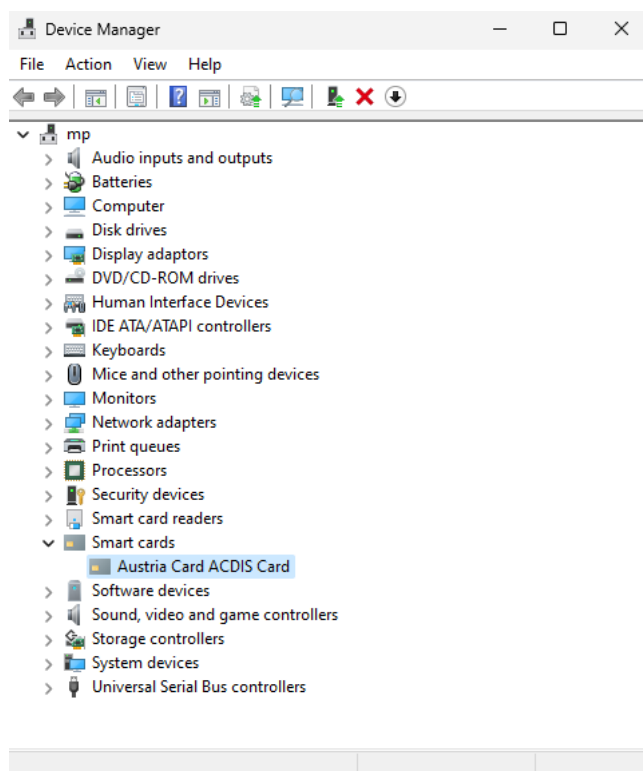 Device Manager
File Action View Help
mp
Audio inputs and outputs
Batteries
Computer
Disk drives
Display adaptors
DVD/CD-ROM drives
Human Interface Devices
IDE ATA/ATAPI controllers
Keyboards
Mice and other pointing devices
Monitors
Network adapters
Print queues
Processors
Security devices
Smart card readers
Smart cards
Austria Card ACDIS Card
Software devices
Sound, video and game controllers
Storage controllers
System devices
Universal Serial Bus controllers